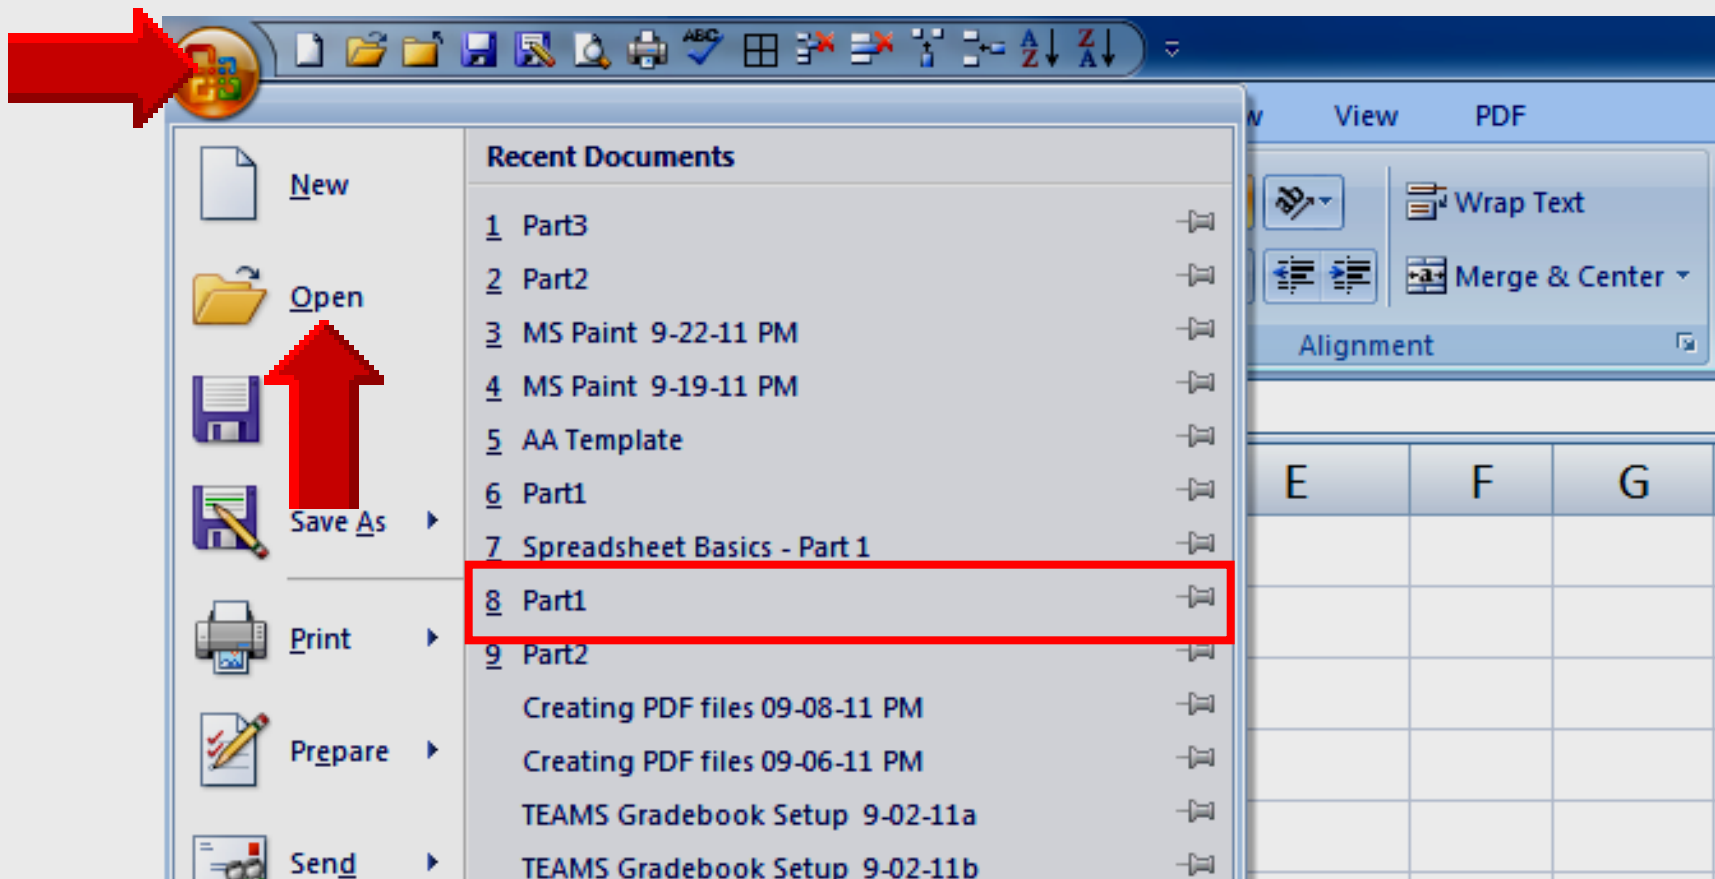 ABC
A
Z
Z
A
w View PDF
New
Open
Save As
Print
Prepare
Send
Recent Documents
1 Part3
2 Part2
3 MS Paint 9-22-11 PM
4 MS Paint 9-19-11 PM
5 AA Template
6 Part1
7 Spreadsheet Basics - Part 1
8 Part1
9 Part2
Creating PDF files 09-08-11 PM
Creating PDF files 09-06-11 PM
TEAMS Gradebook Setup 9-02-11a
TEAMS Gradebook Setup 9-02-11b
ab
Wrap Text
a
Merge & Center
Alignment
E F G